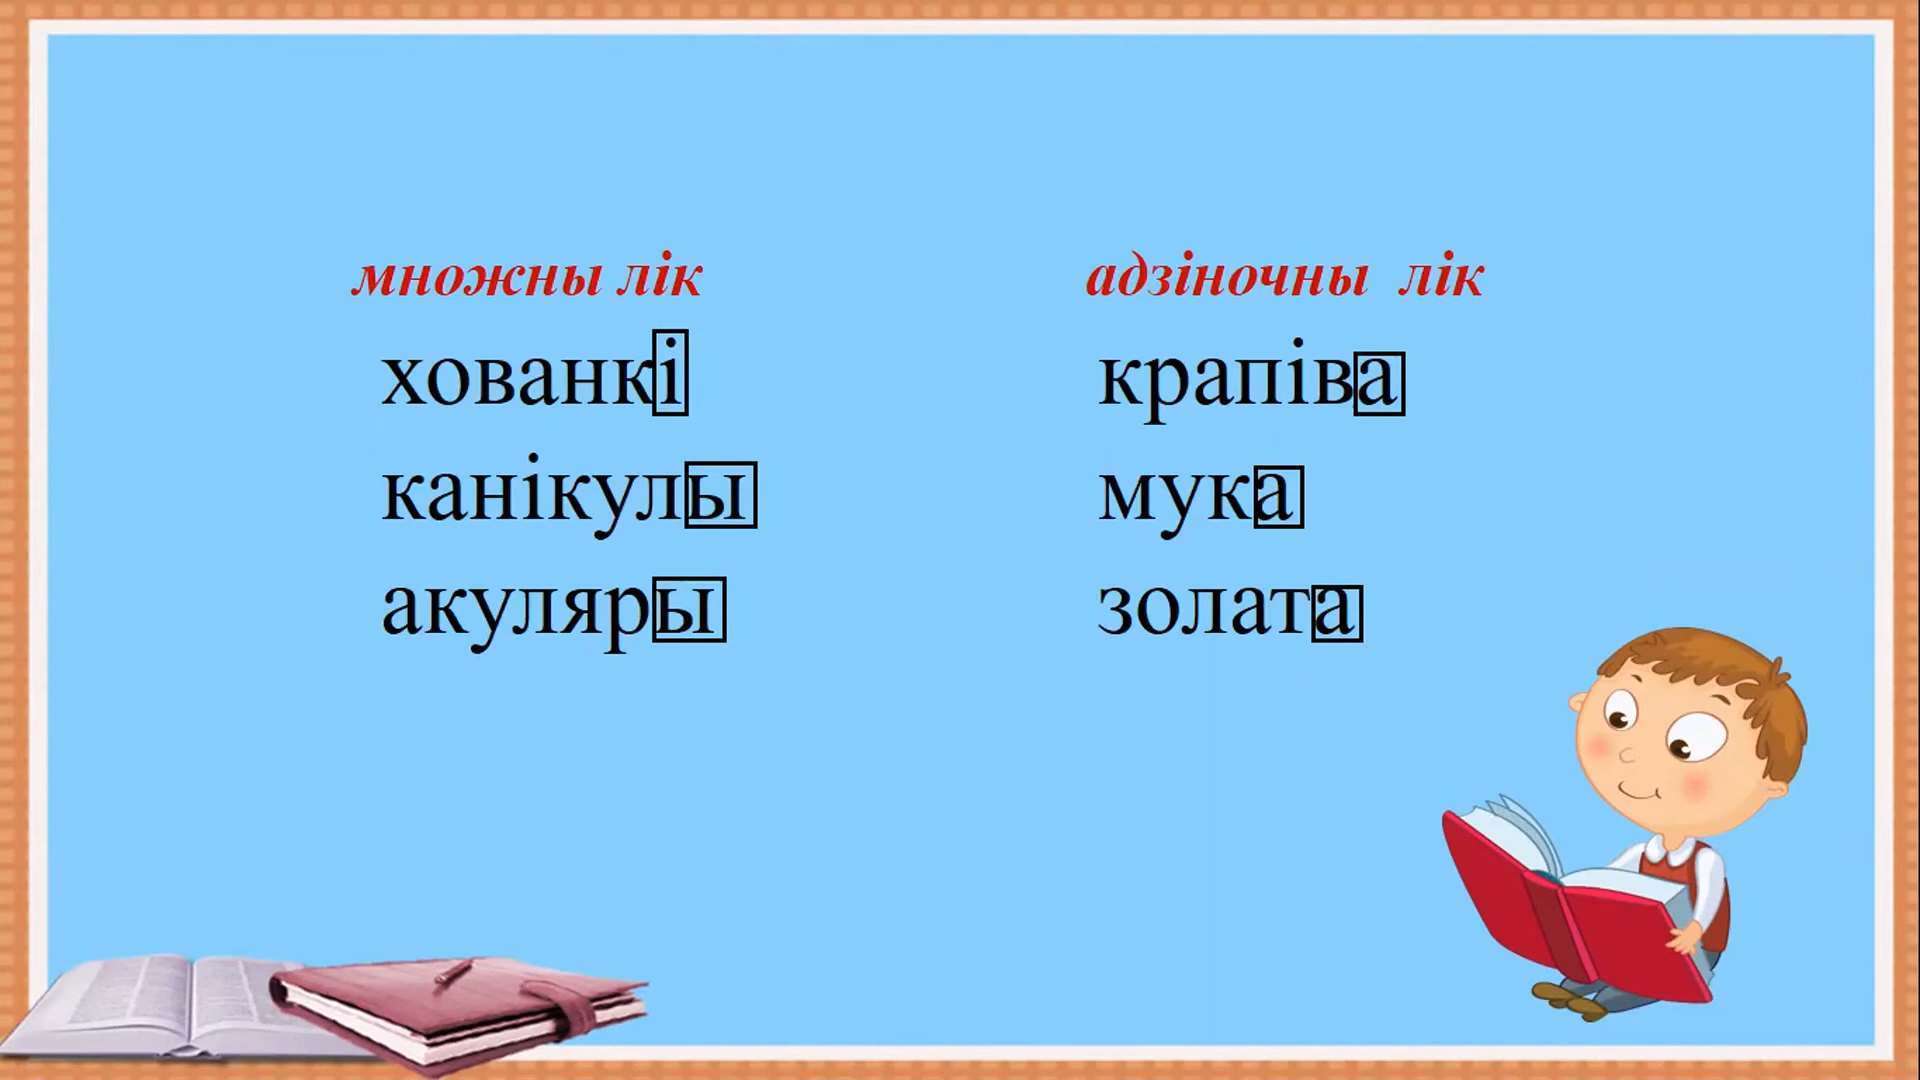 множны лік
хованкі
канікулы
акуляры
адзіночны лік
крапіва
мука
золата